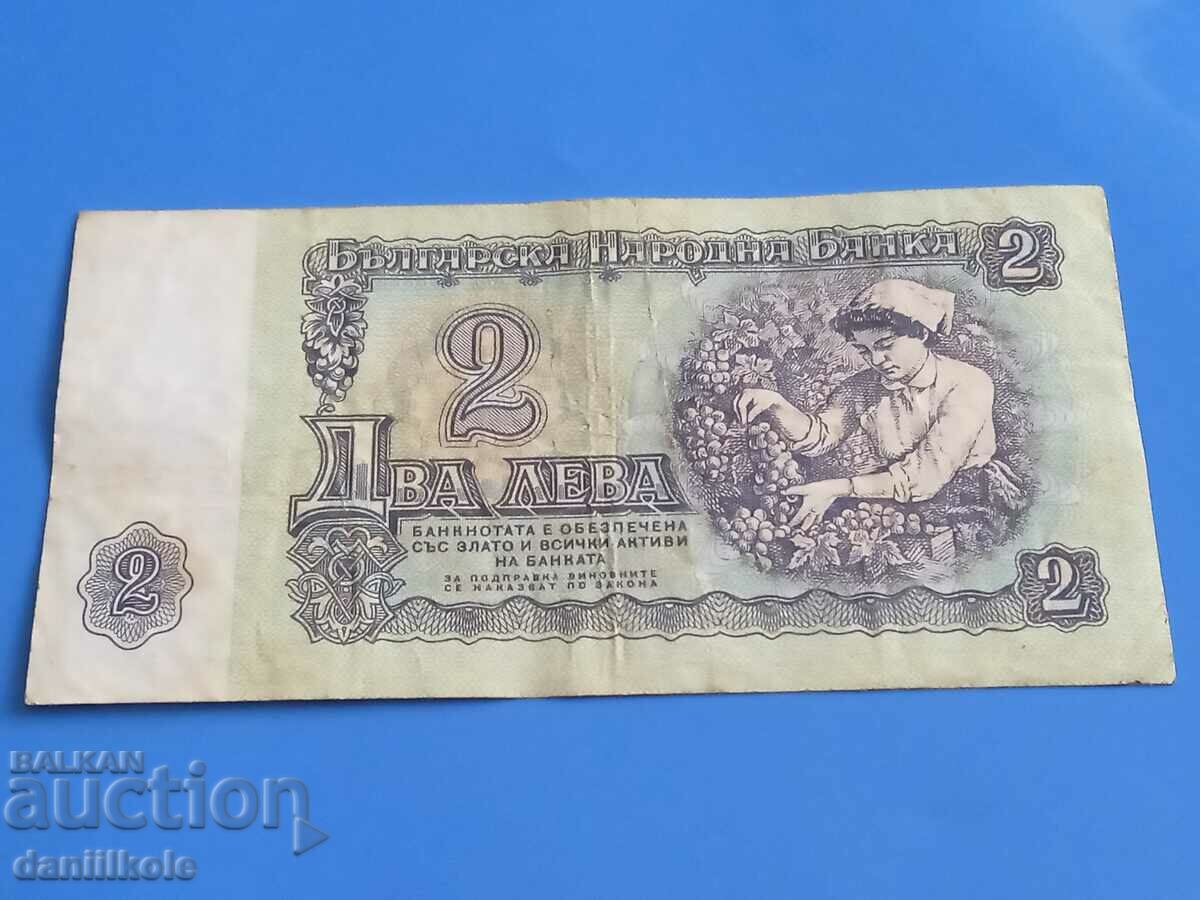 Българска Народна Банка 2
2
Два лева
БАНКНОТАТА Е ОБЕЗПЕЧЕНА
СЪС ЗЛАТО И ВСИЧКИ АКТИВИ
НА БАНКАТА
ЗА ПОДПРАВКА ВИНОВНИТЕ
СЕ НАКАЗВАТ ПО ЗАКОНА
2
2
BALKAN
auction
daniilkole